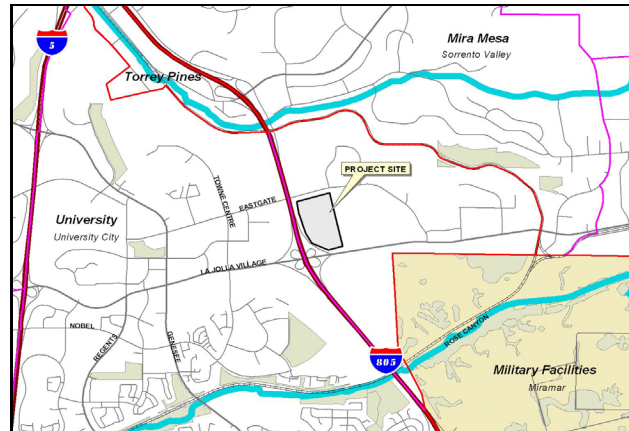 5
Mira Mesa
Sorrento Valley
Torrey Pines
PROJECT SITE
TOWNE CENTRE
EASTGATE
University
University City
LA JOLLA VILLAGE
NOBEL
REGENTS
GENESEE
ROSE CANYON
805
Military Facilities
Miramar